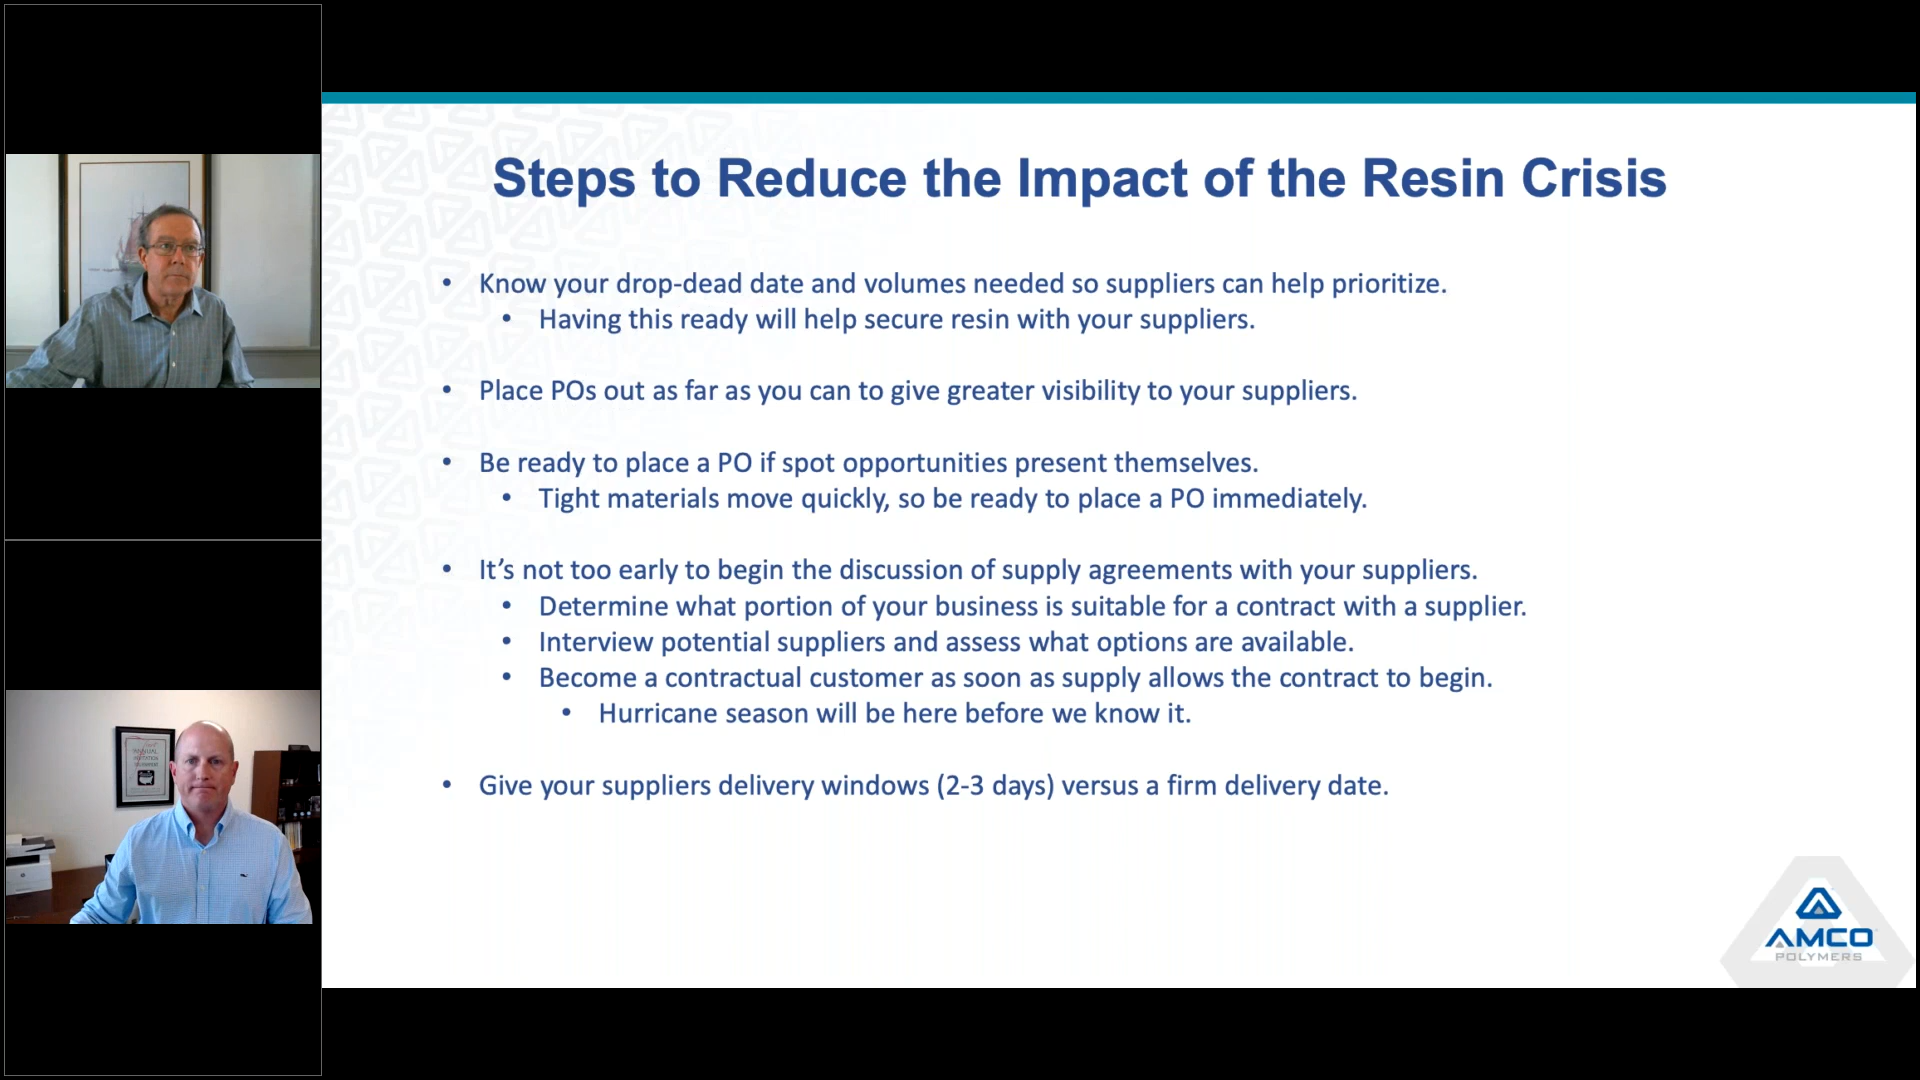 Steps to Reduce the Impact of the Resin Crisis
• Know your drop-dead date and volumes needed so suppliers can help prioritize.
• Having this ready will help secure resin with your suppliers.
• Place POs out as far as you can to give greater visibility to your suppliers.
• Be ready to place a PO if spot opportunities present themselves.
• Tight materials move quickly, so be ready to place a PO immediately.
• It’s not too early to begin the discussion of supply agreements with your suppliers.
• Determine what portion of your business is suitable for a contract with a supplier.
• Interview potential suppliers and assess what options are available.
• Become a contractual customer as soon as supply allows the contract to begin.
• Hurricane season will be here before we know it.
• Give your suppliers delivery windows (2-3 days) versus a firm delivery date.
AMCO
POLYMERS
ANNUAL